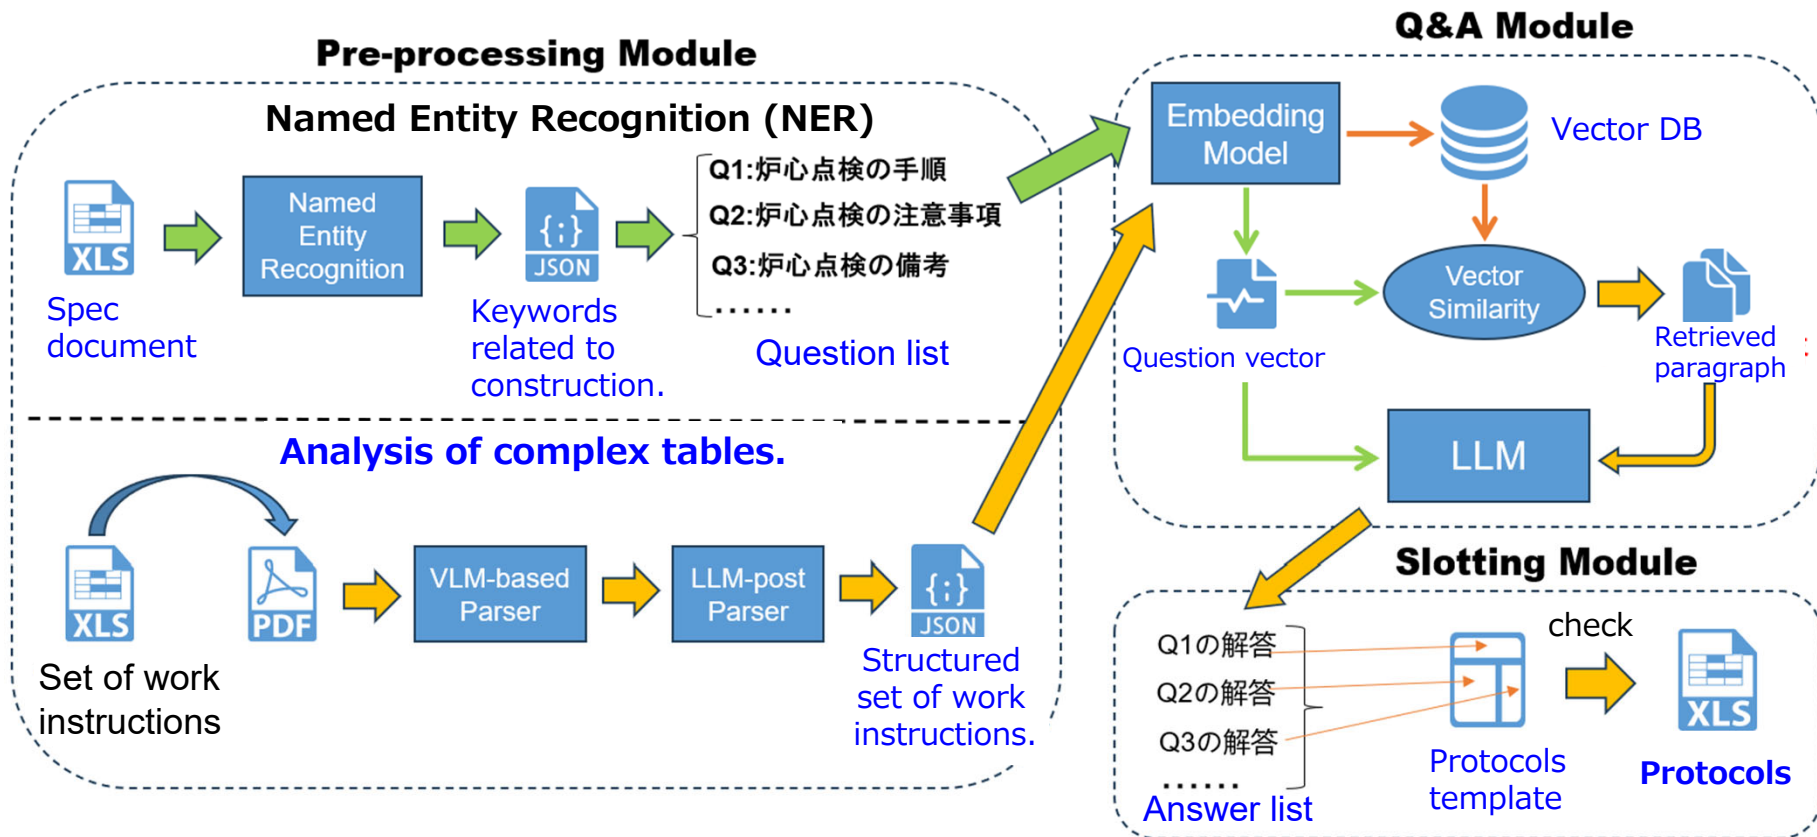 Pre-processing Module
Named Entity Recognition (NER)
XLS
Spec
document
Named
Entity
Recognition
{;}
JSON
Keywords
related to
construction.
Q1:炉心点検の手順
Q2:炉心点検の注意事項
Q3:炉心点検の備考
......
Question list
Analysis of complex tables.
XLS
Set of work
instructions
PDF
VLM-based
Parser
LLM-post
Parser
{;}
JSON
Structured
set of work
instructions.
Q&A Module
Embedding
Model
Vector DB
Question vector
Vector
Similarity
Retrieved
paragraph
LLM
Slotting Module
Q1の解答
Q2の解答
Q3の解答
......
Answer list
Protocols
template
check
XLS
Protocols